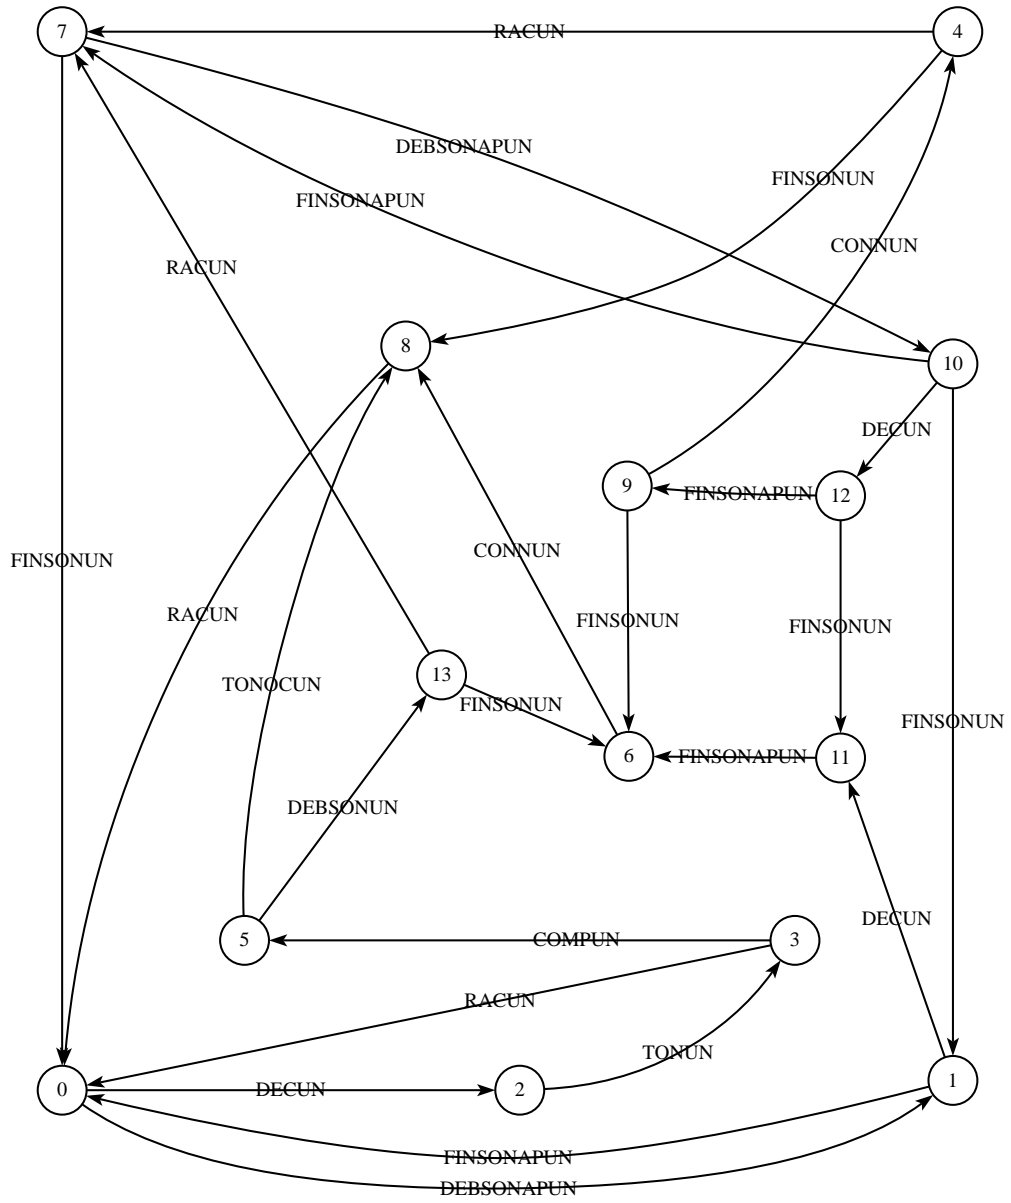 7
4
RACUN
DEBSONAPUN
FINSONUN
FINSONAPUN
CONNUN
RACUN
8
10
DECUN
9
FINSONAPUN
12
CONNUN
FINSONUN
RACUN
FINSONUN
FINSONUN
13
TONOCUN
FINSONUN
FINSONUN
6
FINSONAPUN
11
DEBSONUN
DECUN
5
COMPUN
3
RACUN
TONUN
0
DECUN
2
1
FINSONAPUN
DEBSONAPUN